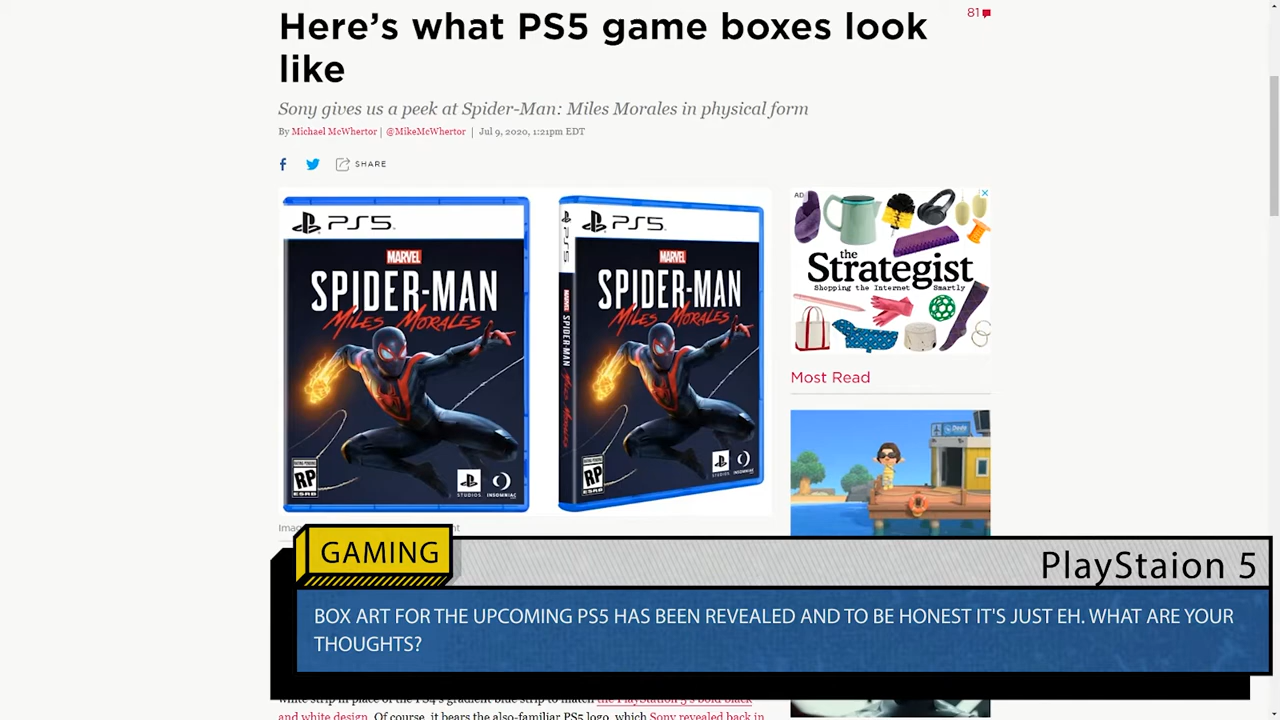 Here's what PS5 game boxes look
like
81
Sony gives us a peek at Spider-Man: Miles Morales in physical form
By Michael McWhertor | @MikeMcWhertor | Jul 9, 2020, 1:21pm EDT
SHARE
PS5
MARVEL
SPIDER-MAN
MILES MORALES
RATING PENDING
RP
ESRB
STUDIOS
INSOMNIAC
PS5
PS5
MARVEL
SPIDER-MAN
MILES MORALES
MARVEL
SPIDER-MAN
MILES MORALES
RP
ESRB
STUDIOS
INSOMNIAC
AD
the
Strategist
Shopping the Internet Smartly
Most Read
GAMING
PlayStaion 5
BOX ART FOR THE UPCOMING PS5 HAS BEEN REVEALED AND TO BE HONEST IT'S JUST EH. WHAT ARE YOUR
THOUGHTS?
white strip in place of the PS4's gradient blue strip to match the PlayStation 5's bold black
and white design. Of course, it bears the also-familiar PS5 logo, which Sony revealed back in